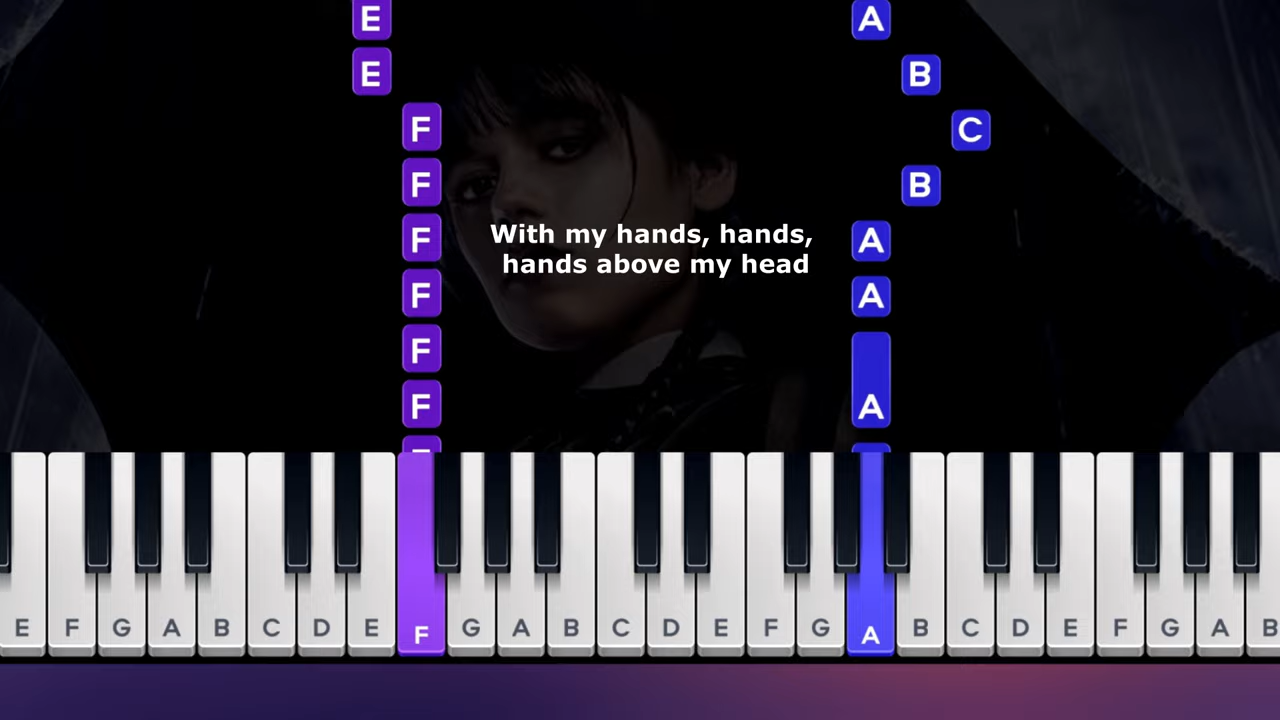 E A
E B
F C
F B
F A
With my hands, hands,
hands above my head
F A
F
F A
E F G A B C D E F G A B C D E F G A B C D E F G A B